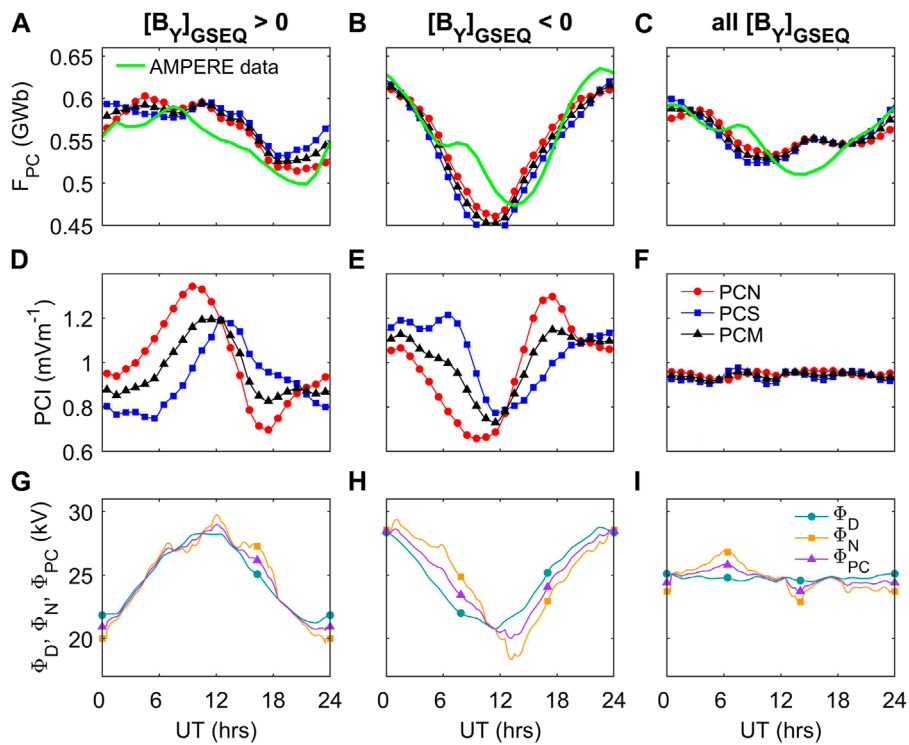 [B_Y]_GSEQ > 0
[B_Y]_GSEQ < 0
all [B_Y]_GSEQ
A
B
C
F_PC (GWb)
0.65
0.6
0.55
0.5
0.45
AMPERE data
D
E
F
PCI (mVm⁻¹)
1.2
1
0.8
0.6
PCN
PCS
PCM
G
H
I
Φ_D, Φ_N, Φ_PC (kV)
30
25
20
Φ_D
Φ_N
Φ_PC
0 6 12 18 24
0 6 12 18 24
0 6 12 18 24
UT (hrs)
UT (hrs)
UT (hrs)